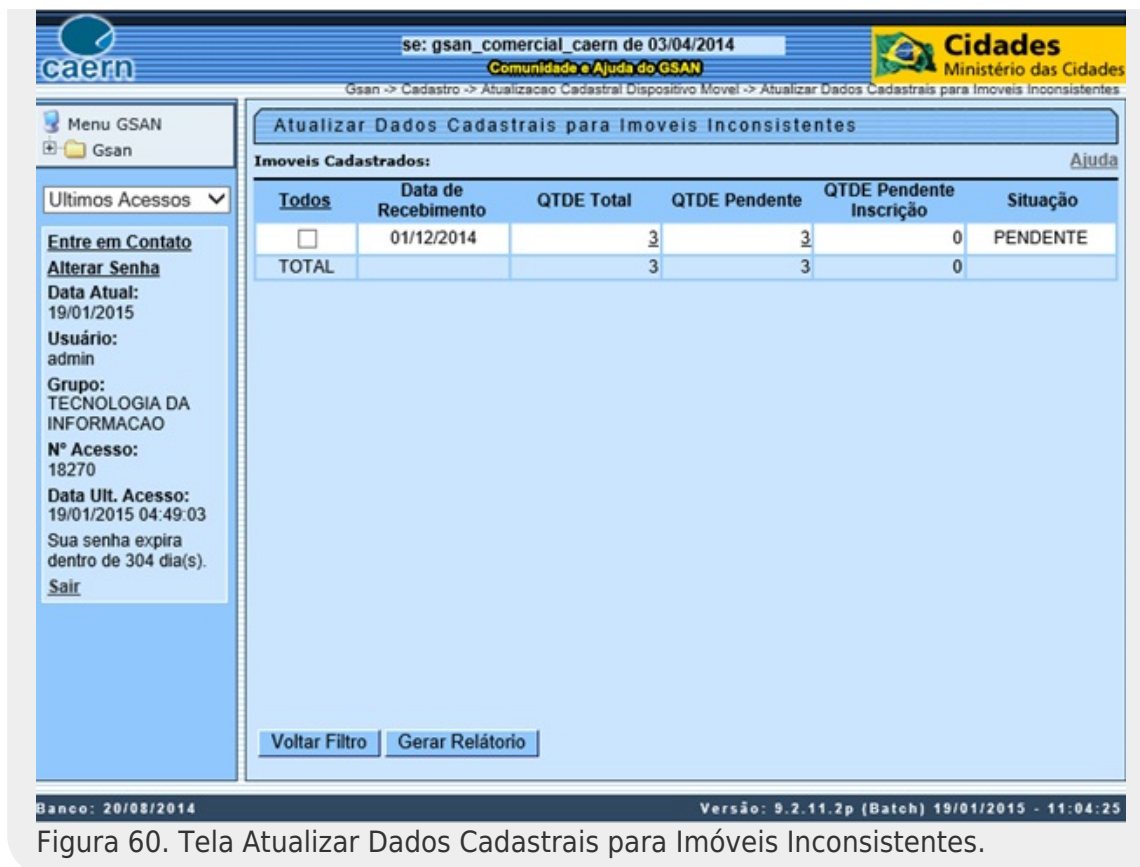 caern
se: gsan_comercial_caern de 03/04/2014
Comunidade e Ajuda do GSAN
Cidades
Ministério das Cidades
Gsan -> Cadastro -> Atualizacao Cadastral Dispositivo Movel -> Atualizar Dados Cadastrais para Imoveis Inconsistentes
Menu GSAN
Gsan
Ultimos Acessos
Entre em Contato
Alterar Senha
Data Atual:
19/01/2015
Usuário:
admin
Grupo:
TECNOLOGIA DA
INFORMACAO
Nº Acesso:
18270
Data Ult. Acesso:
19/01/2015 04:49:03
Sua senha expira
dentro de 304 dia(s).
Sair
Atualizar Dados Cadastrais para Imoveis Inconsistentes
Imoveis Cadastrados:
Ajuda
Todos Data de Recebimento QTDE Total QTDE Pendente QTDE Pendente Inscrição Situação
01/12/2014 3 3 0 PENDENTE
TOTAL 3 3 0
Voltar Filtro Gerar Relátorio
Banco: 20/08/2014
Versão: 9.2.11.2p (Batch) 19/01/2015 - 11:04:25
Figura 60. Tela Atualizar Dados Cadastrais para Imóveis Inconsistentes.